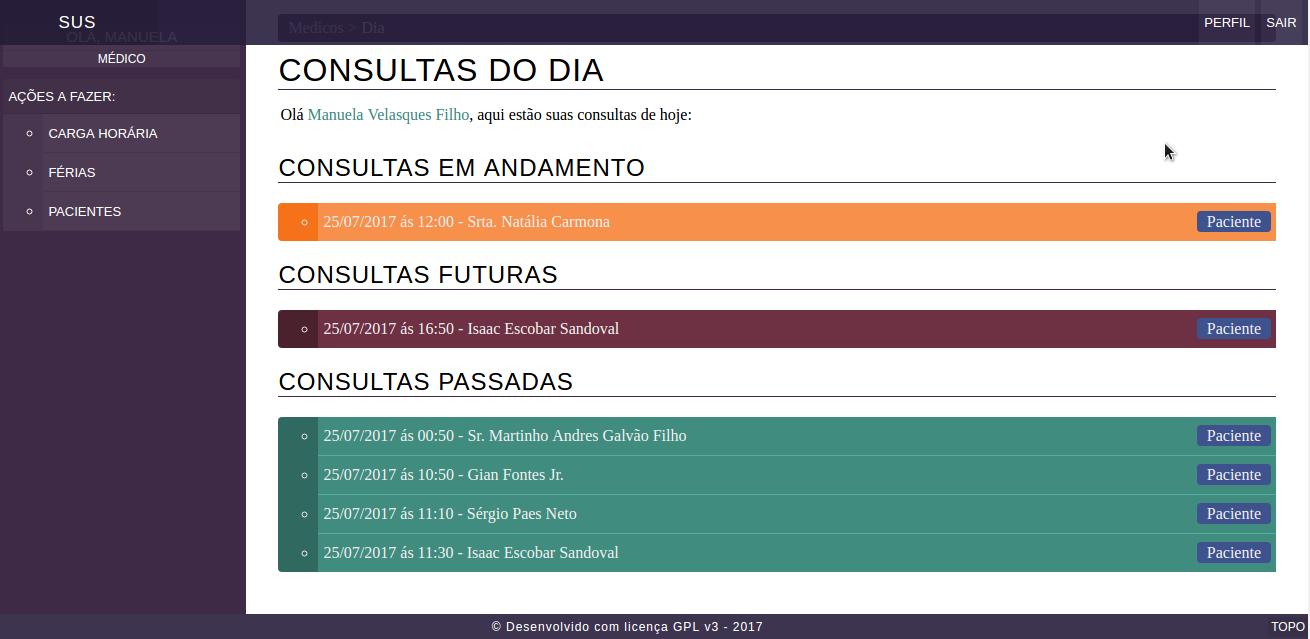 SUS
Medicos > Dia
PERFIL
SAIR
OLÁ, MANUELA
MÉDICO
AÇÕES A FAZER:
CARGA HORÁRIA
FÉRIAS
PACIENTES
CONSULTAS DO DIA
Olá Manuela Velasques Filho, aqui estão suas consultas de hoje:
CONSULTAS EM ANDAMENTO
25/07/2017 ás 12:00 - Srta. Natália Carmona Paciente
CONSULTAS FUTURAS
25/07/2017 ás 16:50 - Isaac Escobar Sandoval Paciente
CONSULTAS PASSADAS
25/07/2017 ás 00:50 - Sr. Martinho Andres Galvão Filho Paciente
25/07/2017 ás 10:50 - Gian Fontes Jr. Paciente
25/07/2017 ás 11:10 - Sérgio Paes Neto Paciente
25/07/2017 ás 11:30 - Isaac Escobar Sandoval Paciente
© Desenvolvido com licença GPL v3 - 2017
TOPO